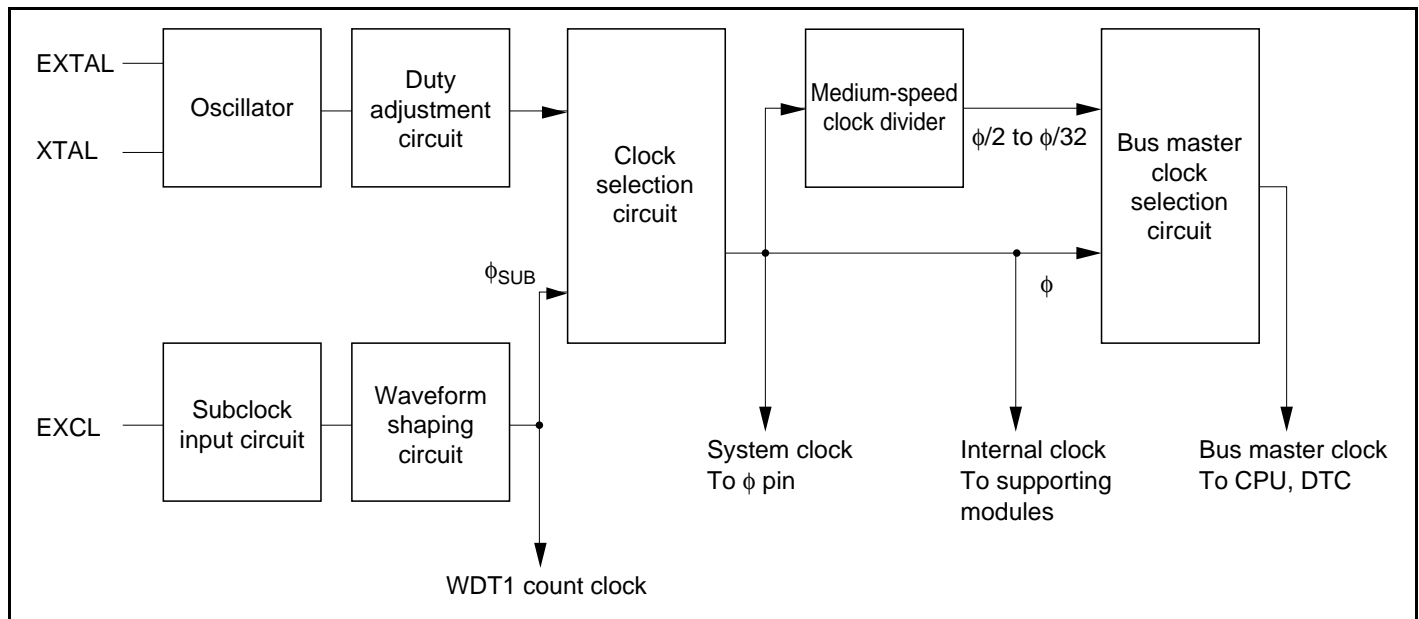 EXTAL
XTAL
Oscillator
Duty
adjustment
circuit
Clock
selection
circuit
Medium-speed
clock divider
ϕ/2 to ϕ/32
Bus master
clock
selection
circuit
ϕSUB
ϕ
EXCL
Subclock
input circuit
Waveform
shaping
circuit
WDT1 count clock
System clock
To ϕ pin
Internal clock
To supporting
modules
Bus master clock
To CPU, DTC